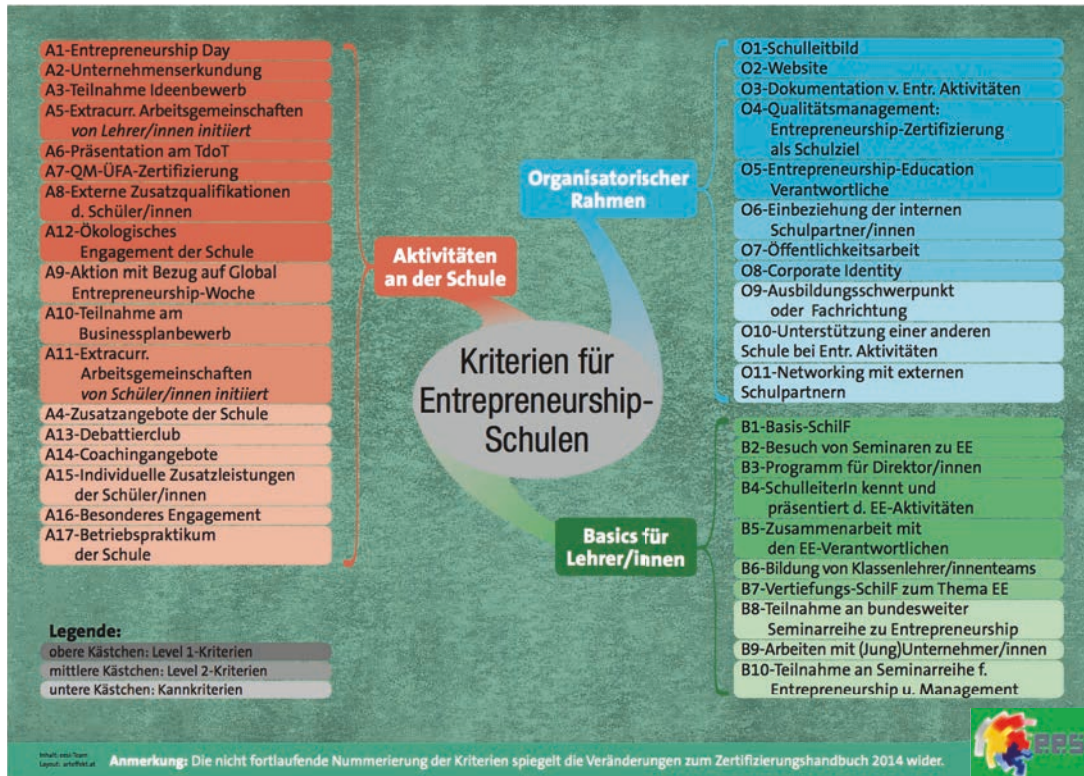 A1-Entrepreneurship Day
A2-Unternehmenserkundung
A3-Teilnahme Ideenbewerb
A5-Extracurr. Arbeitsgemeinschaften
von Lehrer/innen initiiert
A6-Präsentation am TdoT
A7-QM-ÜFA-Zertifizierung
A8-Externe Zusatzqualifikationen
d. Schüler/innen
A12-Ökologisches
Engagement der Schule
A9-Aktion mit Bezug auf Global
Entrepreneurship-Woche
A10-Teilnahme am
Businessplanbewerb
A11-Extracurr.
Arbeitsgemeinschaften
von Schüler/innen initiiert
A4-Zusatzangebote der Schule
A13-Debattierclub
A14-Coachingangebote
A15-Individuelle Zusatzleistungen
der Schüler/innen
A16-Besonderes Engagement
A17-Betriebspraktikum
der Schule
Aktivitäten
an der Schule
Kriterien für
Entrepreneurship-
Schulen
Organisatorischer
Rahmen
O1-Schulleitbild
O2-Website
O3-Dokumentation v. Entr. Aktivitäten
O4-Qualitätsmanagement:
Entrepreneurship-Zertifizierung
als Schulziel
O5-Entrepreneurship-Education
Verantwortliche
O6-Einbeziehung der internen
Schulpartner/innen
O7-Öffentlichkeitsarbeit
O8-Corporate Identity
O9-Ausbildungsschwerpunkt
oder Fachrichtung
O10-Unterstützung einer anderen
Schule bei Entr. Aktivitäten
O11-Networking mit externen
Schulpartnern
Basics für
Lehrer/innen
B1-Basis-SchilF
B2-Besuch von Seminaren zu EE
B3-Programm für Direktor/innen
B4-SchulleiterIn kennt und
präsentiert d. EE-Aktivitäten
B5-Zusammenarbeit mit
den EE-Verantwortlichen
B6-Bildung von Klassenlehrer/innenteams
B7-Vertiefungs-SchilF zum Thema EE
B8-Teilnahme an bundesweiter
Seminarreihe zu Entrepreneurship
B9-Arbeiten mit (Jung)Unternehmer/innen
B10-Teilnahme an Seminarreihe f.
Entrepreneurship u. Management
Legende:
obere Kästchen: Level 1-Kriterien
mittlere Kästchen: Level 2-Kriterien
untere Kästchen: Kannkriterien
Layout: arteffekt.at
Anmerkung: Die nicht fortlaufende Nummerierung der Kriterien spiegelt die Veränderungen zum Zertifizierungshandbuch 2014 wider.
ees